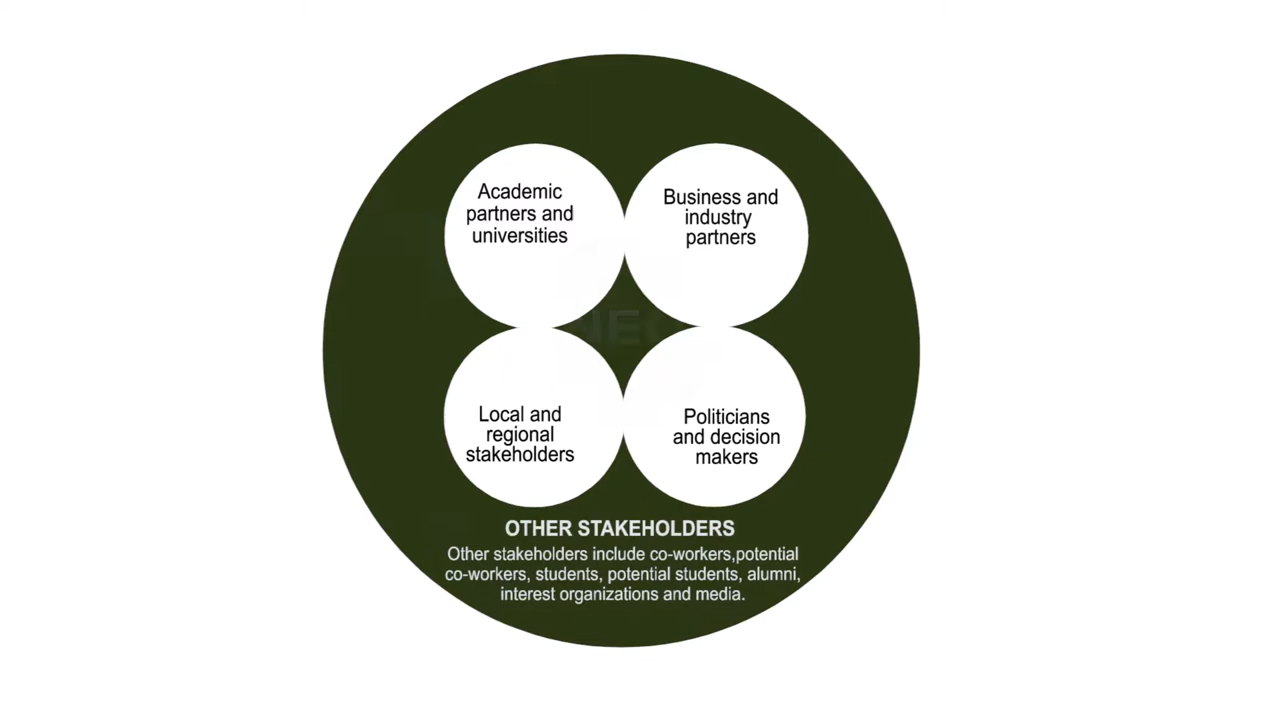 Academic
partners and
universities
Business and
industry
partners
Local and
regional
stakeholders
Politicians
and decision
makers
OTHER STAKEHOLDERS
Other stakeholders include co-workers,potential
co-workers, students, potential students, alumni,
interest organizations and media.